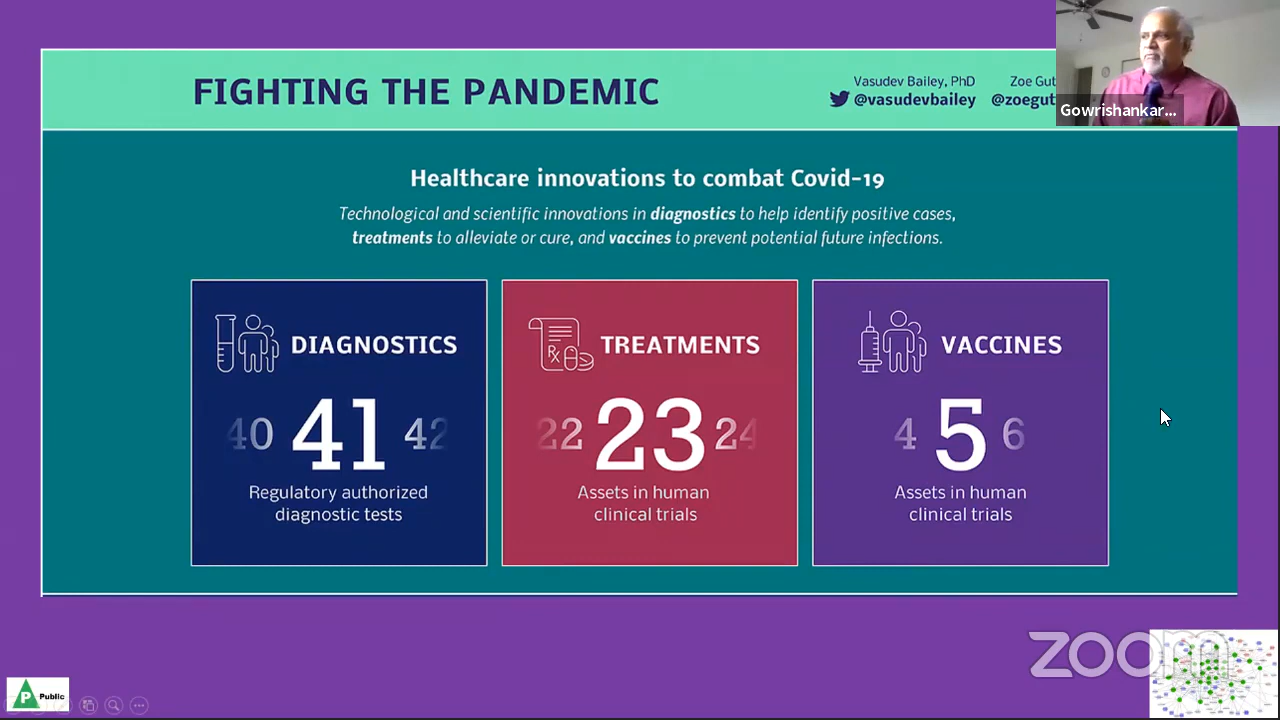 FIGHTING THE PANDEMIC
Vasudev Bailey, PhD
Zoe Gut
@vasudevbailey
@zoegut
Gowrishankar...
Healthcare innovations to combat Covid-19
Technological and scientific innovations in diagnostics to help identify positive cases,
treatments to alleviate or cure, and vaccines to prevent potential future infections.
DIAGNOSTICS
40 41 42
Regulatory authorized
diagnostic tests
TREATMENTS
22 23 24
Assets in human
clinical trials
VACCINES
4 5 6
Assets in human
clinical trials
zoom
P Public